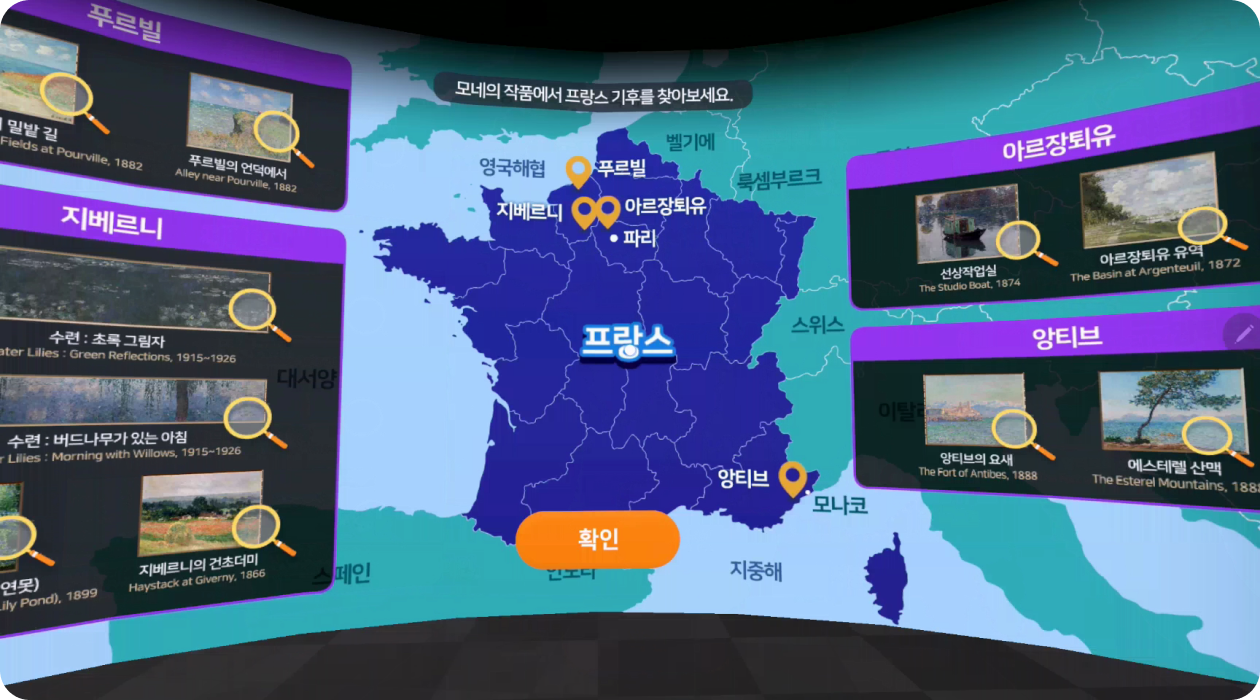 모네의 작품에서 프랑스 기후를 찾아보세요.
푸르빌
밀밭 길
Fields at Pourville, 1882
푸르빌의 언덕에서
Alley near Pourville, 1882
지베르니
수련 : 초록 그림자
ater Lilies : Green Reflections, 1915~1926
수련 : 버드나무가 있는 아침
r Lilies : Morning with Willows, 1915~1926
연못)
ily Pond), 1899
지베르니의 건초더미
Haystack at Giverny, 1866
벨기에
영국해협
푸르빌
룩셈부르크
지베르니
아르장퇴유
파리
프랑스
스위스
대서양
앙티브
모나코
확인
스페인
지중해
아르장퇴유
선상작업실
The Studio Boat, 1874
아르장퇴유 유역
The Basin at Argenteuil, 1872
앙티브
앙티브의 요새
The Fort of Antibes, 1888
에스테렐 산맥
The Esterel Mountains, 188